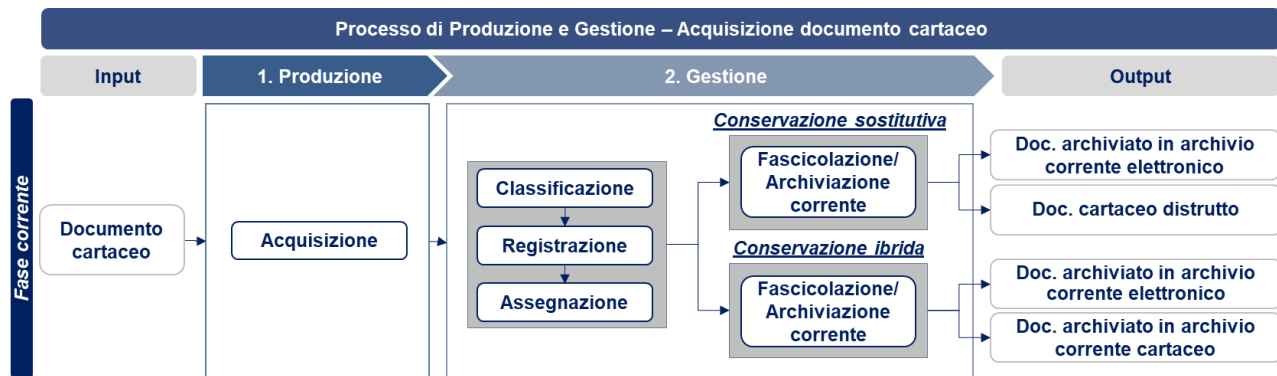 Processo di Produzione e Gestione – Acquisizione documento cartaceo
Input
1. Produzione
2. Gestione
Output
Fase corrente
Documento
cartaceo
Acquisizione
Classificazione
Registrazione
Assegnazione
Conservazione sostitutiva
Fascicolazione/
Archiviazione
corrente
Conservazione ibrida
Fascicolazione/
Archiviazione
corrente
Doc. archiviato in archivio
corrente elettronico
Doc. cartaceo distrutto
Doc. archiviato in archivio
corrente elettronico
Doc. archiviato in archivio
corrente cartaceo